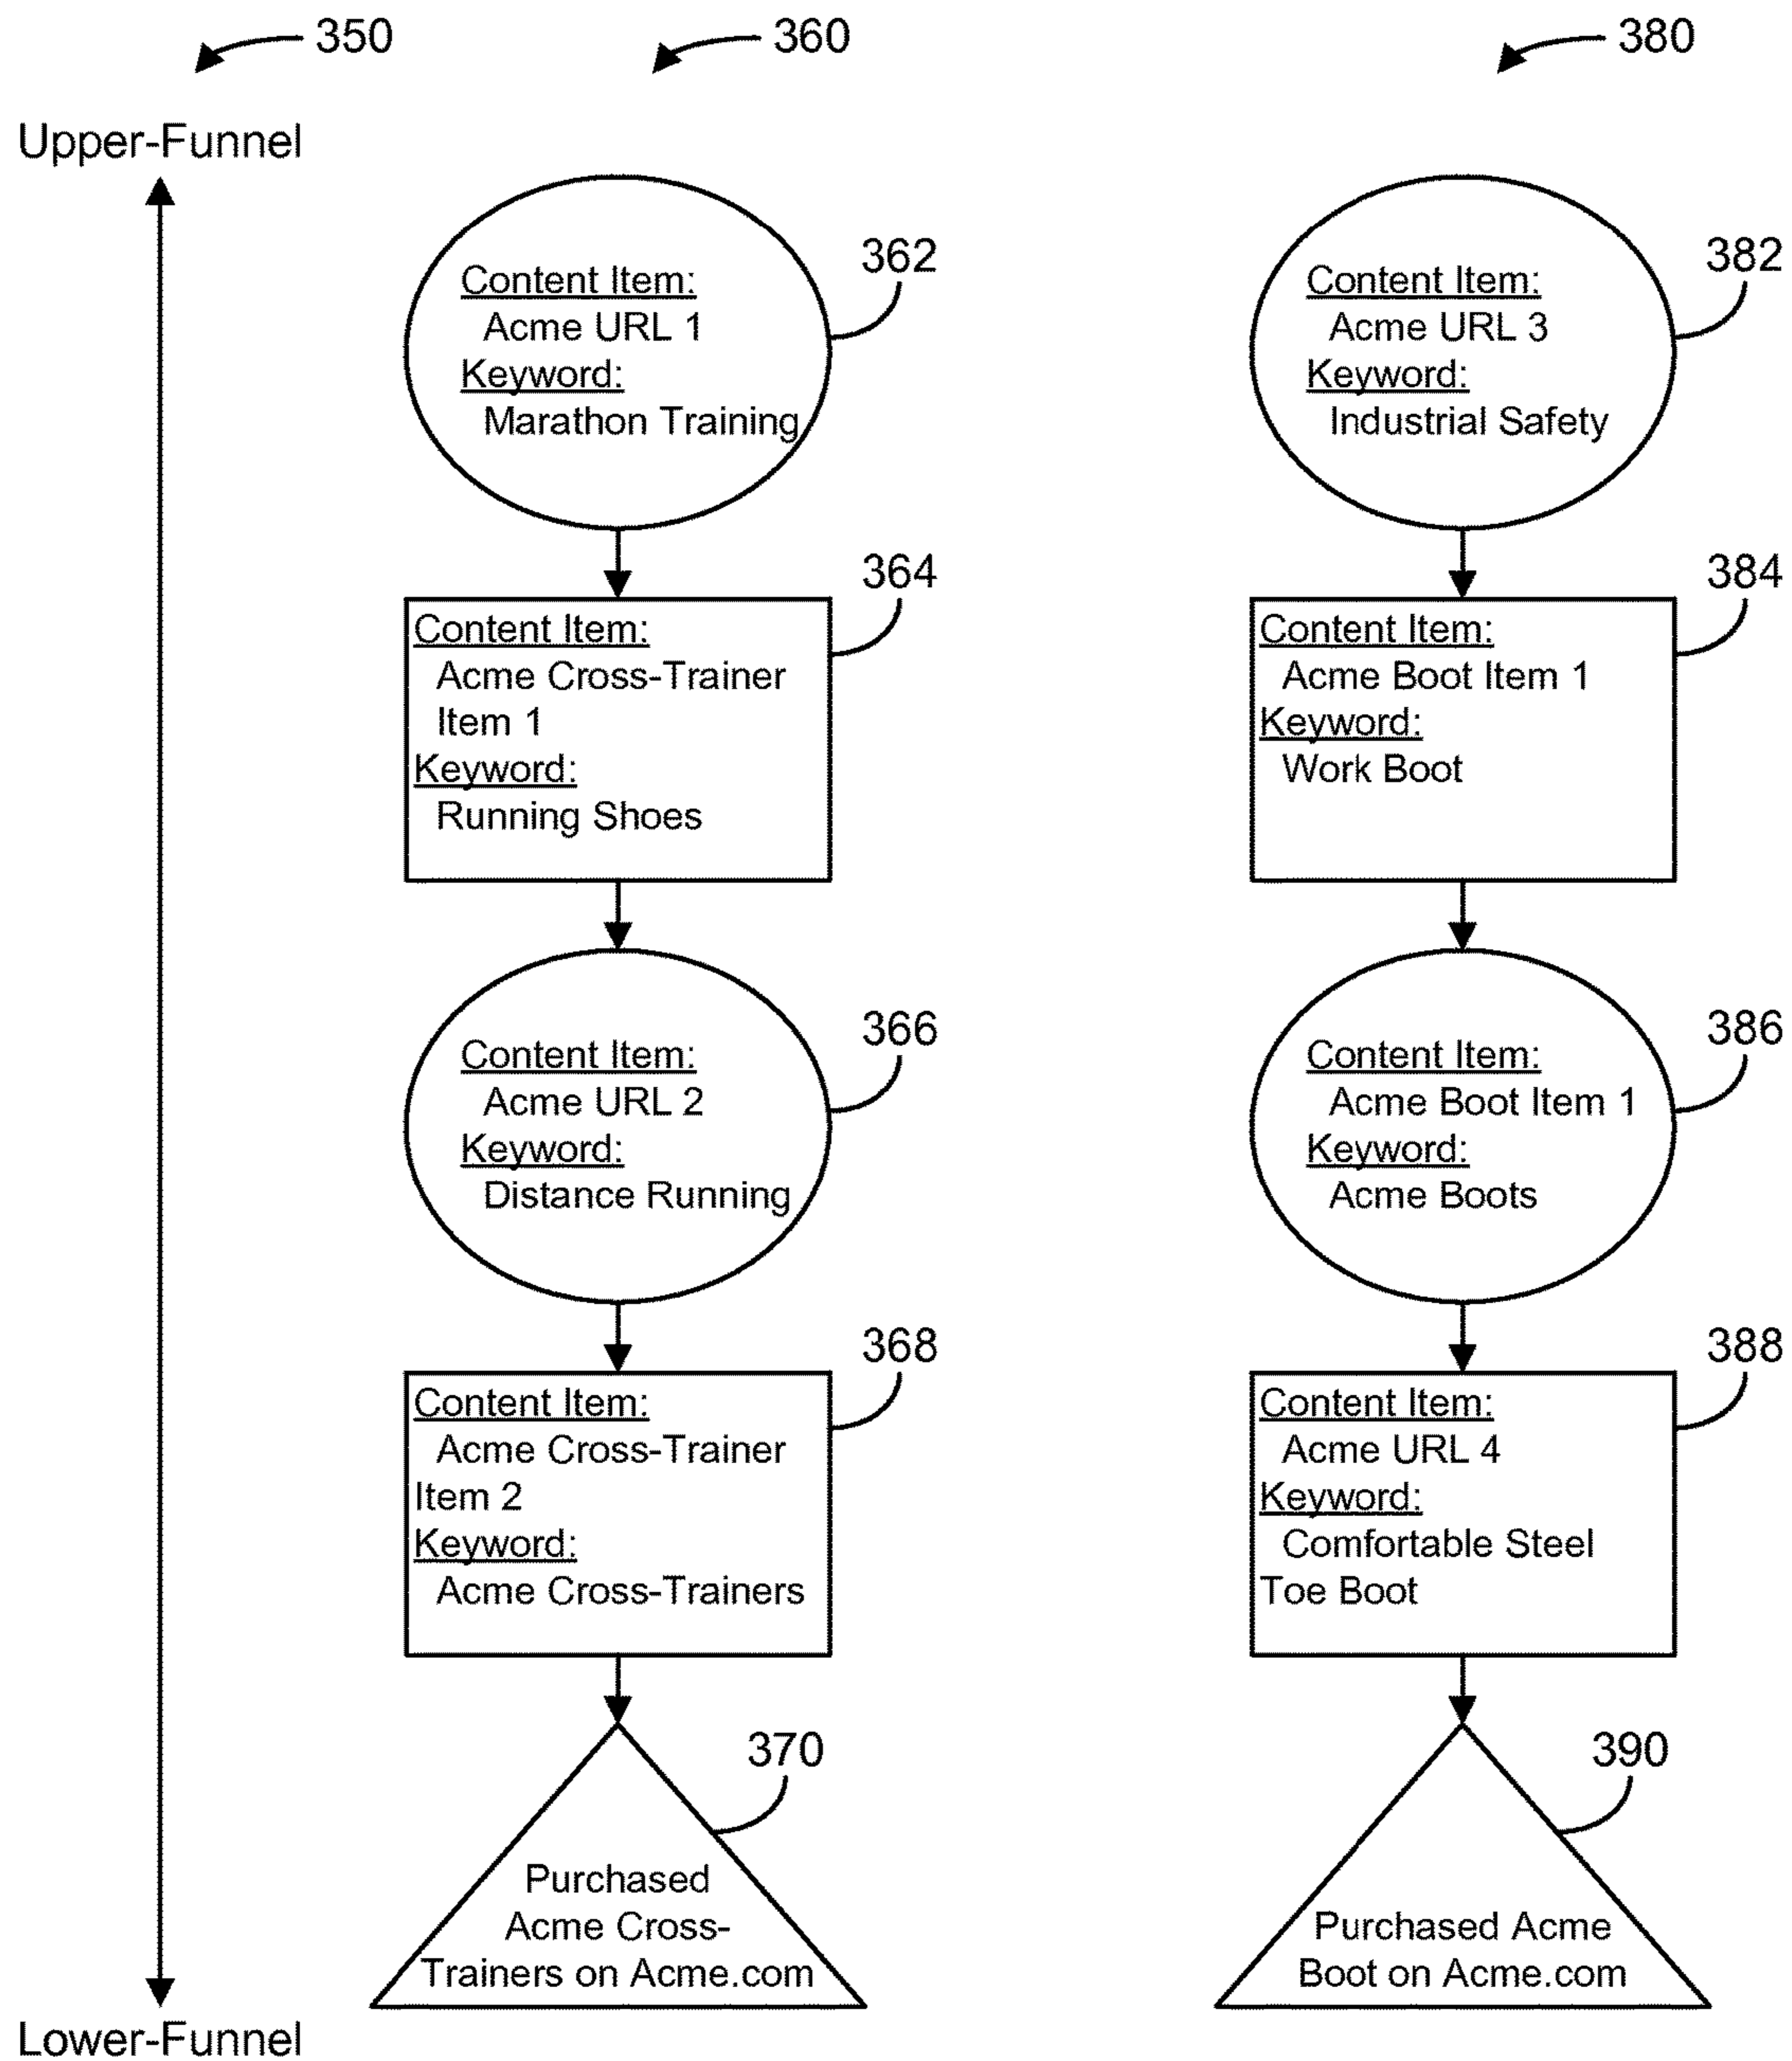 350
360
380
Upper-Funnel
362
Content Item:
Acme URL 1
Keyword:
Marathon Training
364
Content Item:
Acme Cross-Trainer
Item 1
Keyword:
Running Shoes
366
Content Item:
Acme URL 2
Keyword:
Distance Running
368
Content Item:
Acme Cross-Trainer
Item 2
Keyword:
Acme Cross-Trainers
370
Purchased
Acme Cross-
Trainers on Acme.com
382
Content Item:
Acme URL 3
Keyword:
Industrial Safety
384
Content Item:
Acme Boot Item 1
Keyword:
Work Boot
386
Content Item:
Acme Boot Item 1
Keyword:
Acme Boots
388
Content Item:
Acme URL 4
Keyword:
Comfortable Steel
Toe Boot
390
Purchased Acme
Boot on Acme.com
Lower-Funnel